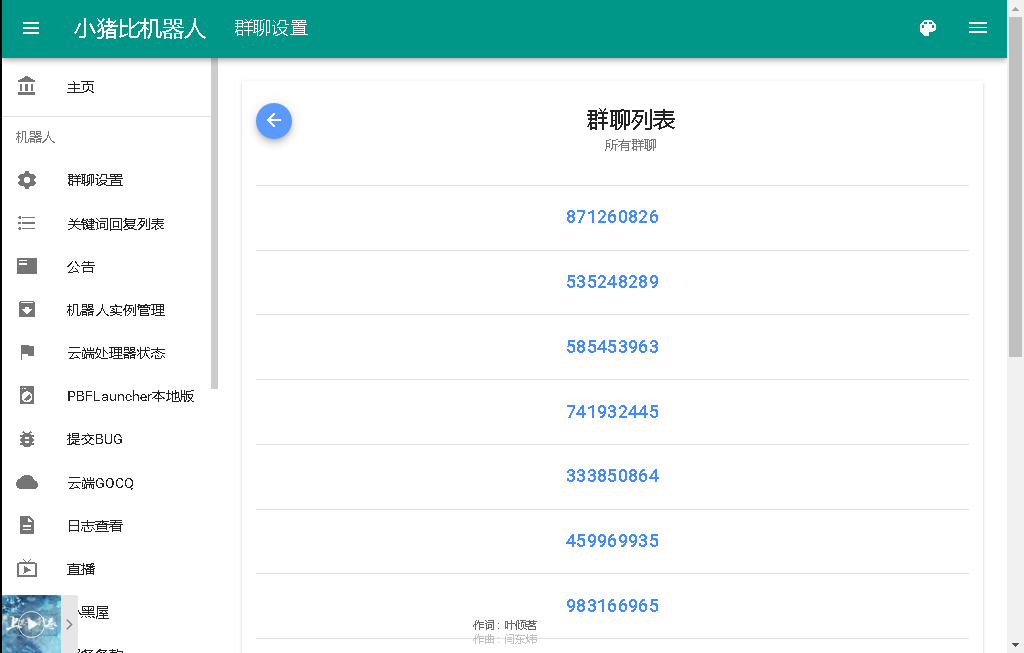 小猪比机器人 群聊设置
主页
机器人
群聊设置
关键词回复列表
公告
机器人实例管理
云端处理器状态
PBFLauncher本地版
提交BUG
云端GOCQ
日志查看
直播
小黑屋
群聊列表
所有群聊
871260826
535248289
585453963
741932445
333850864
459969935
983166965
作词 : 叶倾茗
作曲 : 闫东炜